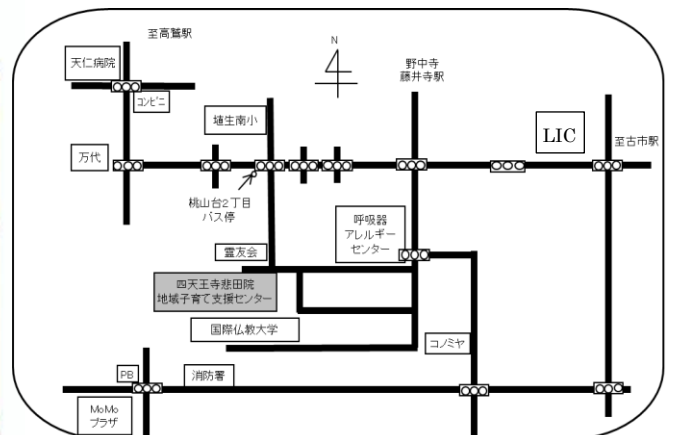 至高鷲駅
天仁病院
コンビニ
N
野中寺
藤井寺駅
埴生南小
LIC
至古市駅
万代
桃山台2丁目
バス停
呼吸器
アレルギー
センター
霊友会
四天王寺悲田院
地域子育て支援センター
国際仏教大学
コノミヤ
PB
消防署
MoMo
プラザ